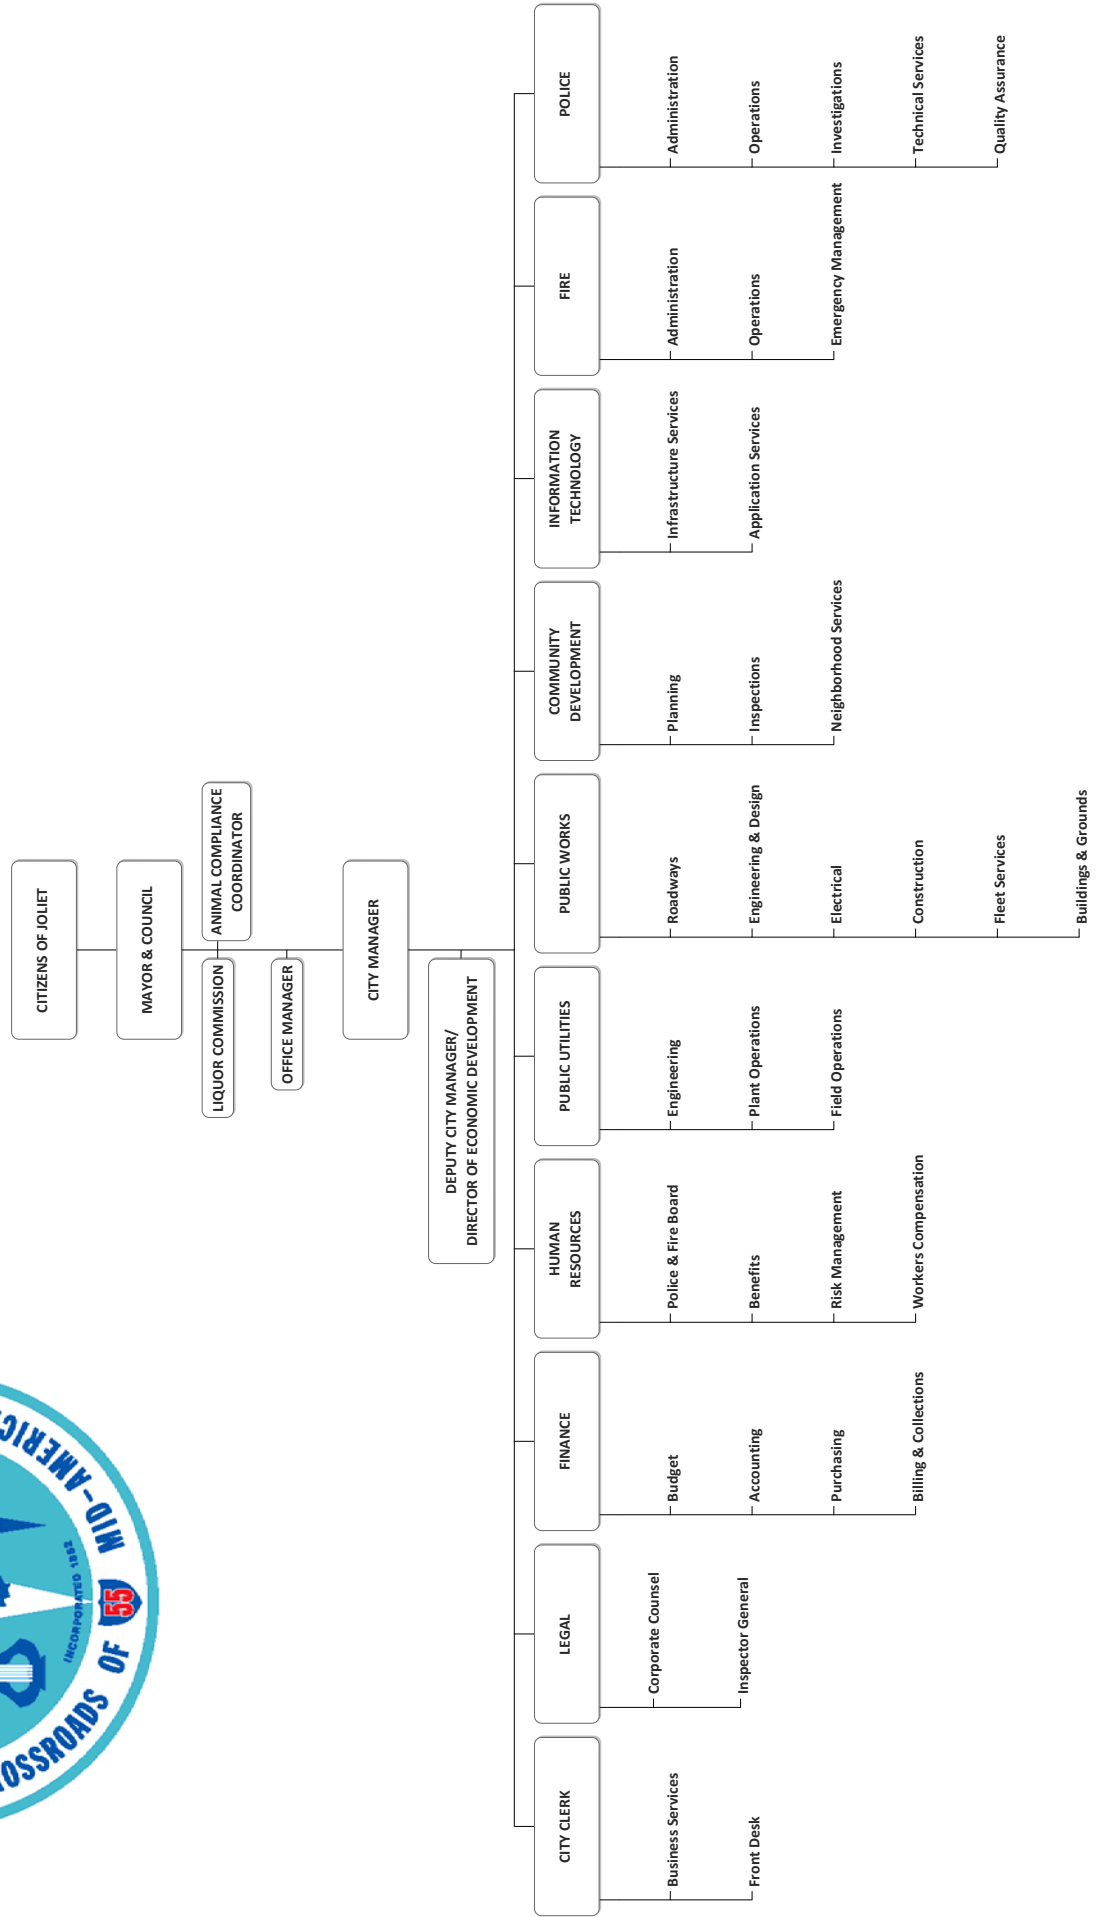 CITIZENS OF JOLIET
MAYOR & COUNCIL
LIQUOR COMMISSION
ANIMAL COMPLIANCE
COORDINATOR
OFFICE MANAGER
CITY MANAGER
DEPUTY CITY MANAGER/
DIRECTOR OF ECONOMIC DEVELOPMENT
CITY CLERK
Business Services
Front Desk
LEGAL
Corporate Counsel
Inspector General
FINANCE
Budget
Accounting
Purchasing
Billing & Collections
HUMAN
RESOURCES
Police & Fire Board
Benefits
Risk Management
Workers Compensation
PUBLIC UTILITIES
Engineering
Plant Operations
Field Operations
PUBLIC WORKS
Roadways
Engineering & Design
Electrical
Construction
Fleet Services
Buildings & Grounds
COMMUNITY
DEVELOPMENT
Planning
Inspections
Neighborhood Services
INFORMATION
TECHNOLOGY
Infrastructure Services
Application Services
FIRE
Administration
Operations
Emergency Management
POLICE
Administration
Operations
Investigations
Technical Services
Quality Assurance
INCORPORATED 1852
OF 55